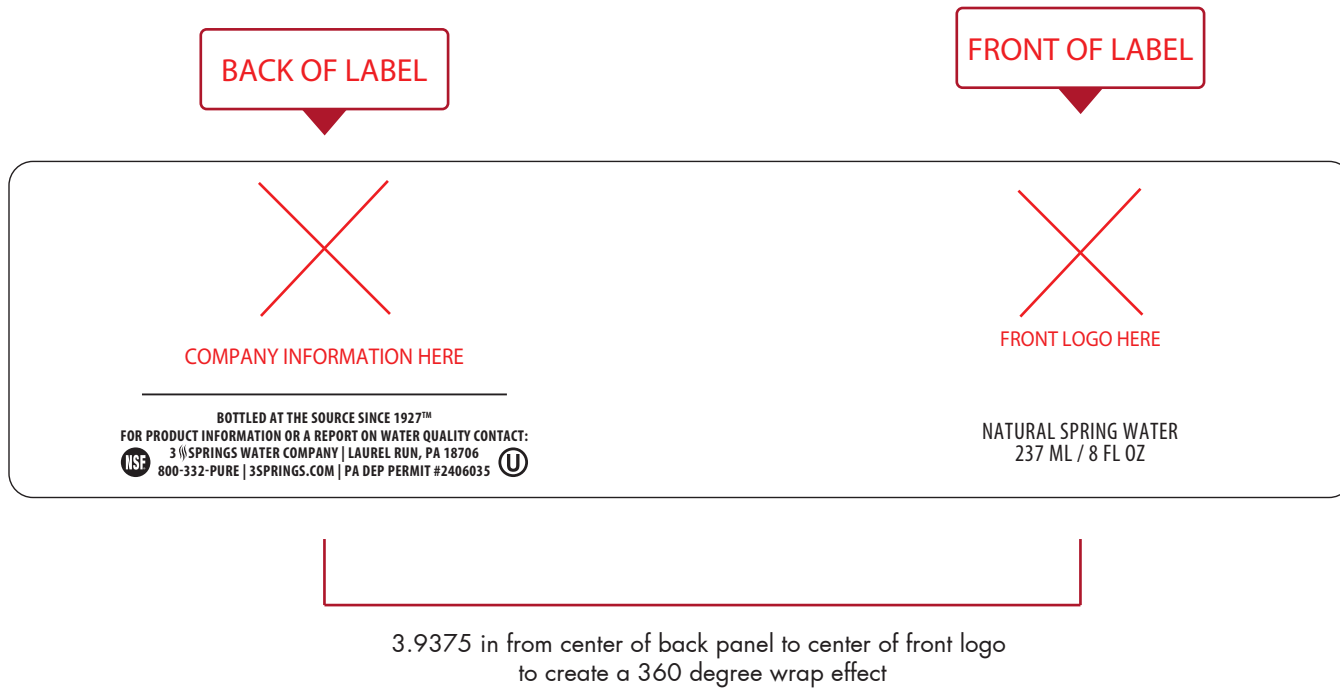 BACK OF LABEL
FRONT OF LABEL
COMPANY INFORMATION HERE
FRONT LOGO HERE
BOTTLED AT THE SOURCE SINCE 1927™
FOR PRODUCT INFORMATION OR A REPORT ON WATER QUALITY CONTACT:
3 SPRINGS WATER COMPANY | LAUREL RUN, PA 18706
NSF 800-332-PURE | 3SPRINGS.COM | PA DEP PERMIT #2406035 U
NATURAL SPRING WATER
237 ML / 8 FL OZ
3.9375 in from center of back panel to center of front logo
to create a 360 degree wrap effect